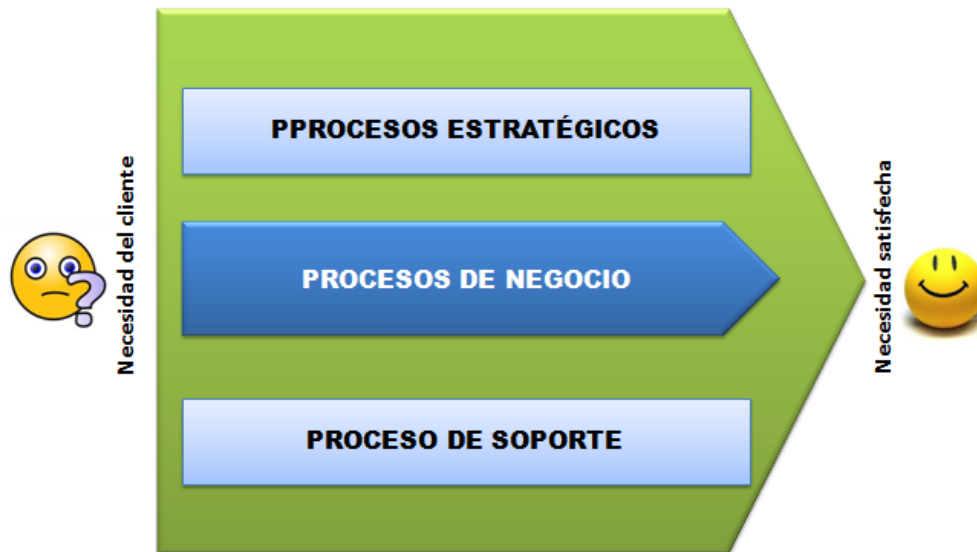 Necesidad del cliente
PPROCESOS ESTRATÉGICOS
PROCESOS DE NEGOCIO
PROCESO DE SOPORTE
Necesidad satisfecha
?